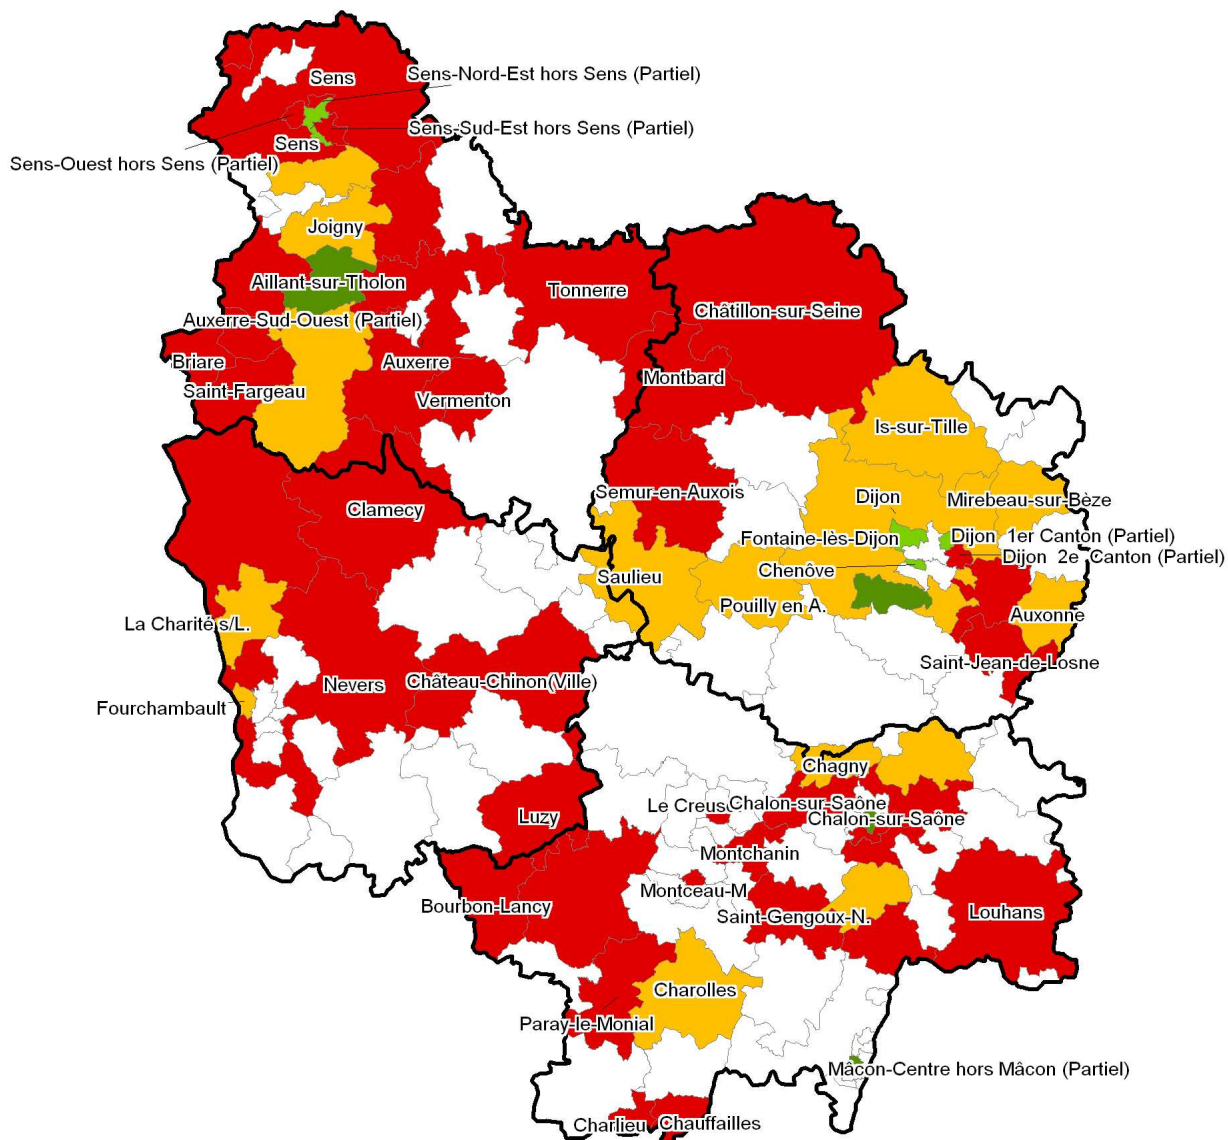 Sens-Nord-Est hors Sens (Partiel)
Sens
Sens-Sud-Est hors Sens (Partiel)
Sens
Sens-Ouest hors Sens (Partiel)
Joigny
Aillant-sur-Tholon
Tonnerre
Châtillon-sur-Seine
Auxerre-Sud-Ouest (Partiel)
Briare
Auxerre
Saint-Fargeau
Montbard
Vermenton
Is-sur-Tille
Semur-en-Auxois
Dijon
Mirebeau-sur-Bèze
Clamecy
Fontaine-lès-Dijon
Dijon 1er Canton (Partiel)
Dijon 2e Canton (Partiel)
Chenôve
Saulieu
Pouilly en A.
Auxonne
La Charité s/L.
Saint-Jean-de-Losne
Nevers
Château-Chinon(Ville)
Fourchambault
Chagny
Le Creuso
Chalon-sur-Saône
Chalon-sur-Saône
Luzy
Montchanin
Montceau-M
Bourbon-Lancy
Saint-Gengoux-N.
Louhans
Charolles
Paray-le-Monial
Mâcon-Centre hors Mâcon (Partiel)
Charlieu
Chauffailles